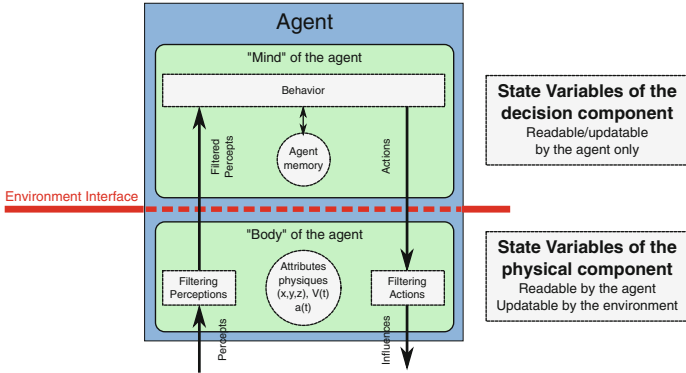 Agent
"Mind" of the agent
Behavior
Filtered
Percepts
Agent
memory
Actions
State Variables of the
decision component
Readable/updatable
by the agent only
Environment Interface
"Body" of the agent
Filtering
Perceptions
Attributes
physiques
(x,y,z), V(t)
a(t)
Filtering
Actions
State Variables of the
physical component
Readable by the agent
Updatable by the environment
Percepts
Influences